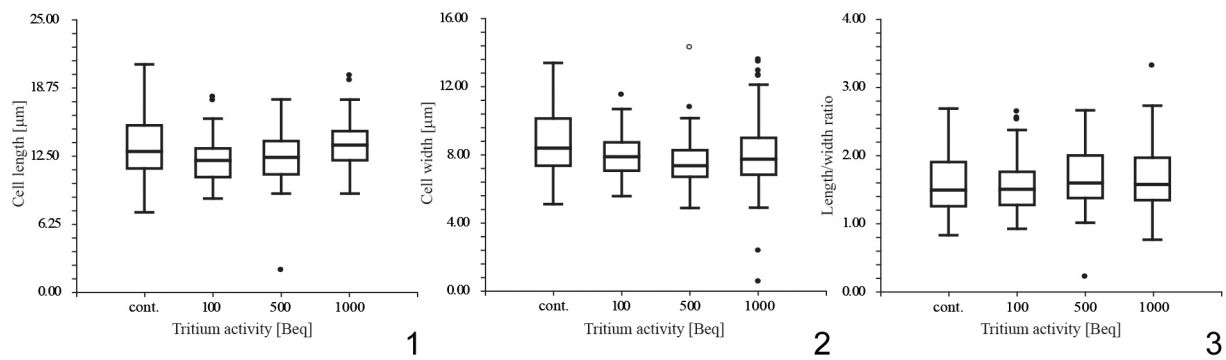 25.00
18.75
12.50
6.25
0.00
Cell length [µm]
cont. 100 500 1000
Tritium activity [Beq]
1
16.00
12.00
8.00
4.00
0.00
Cell width [µm]
cont. 100 500 1000
Tritium activity [Beq]
2
4.00
3.00
2.00
1.00
0.00
Length/width ratio
cont. 100 500 1000
Tritium activity [Beq]
3